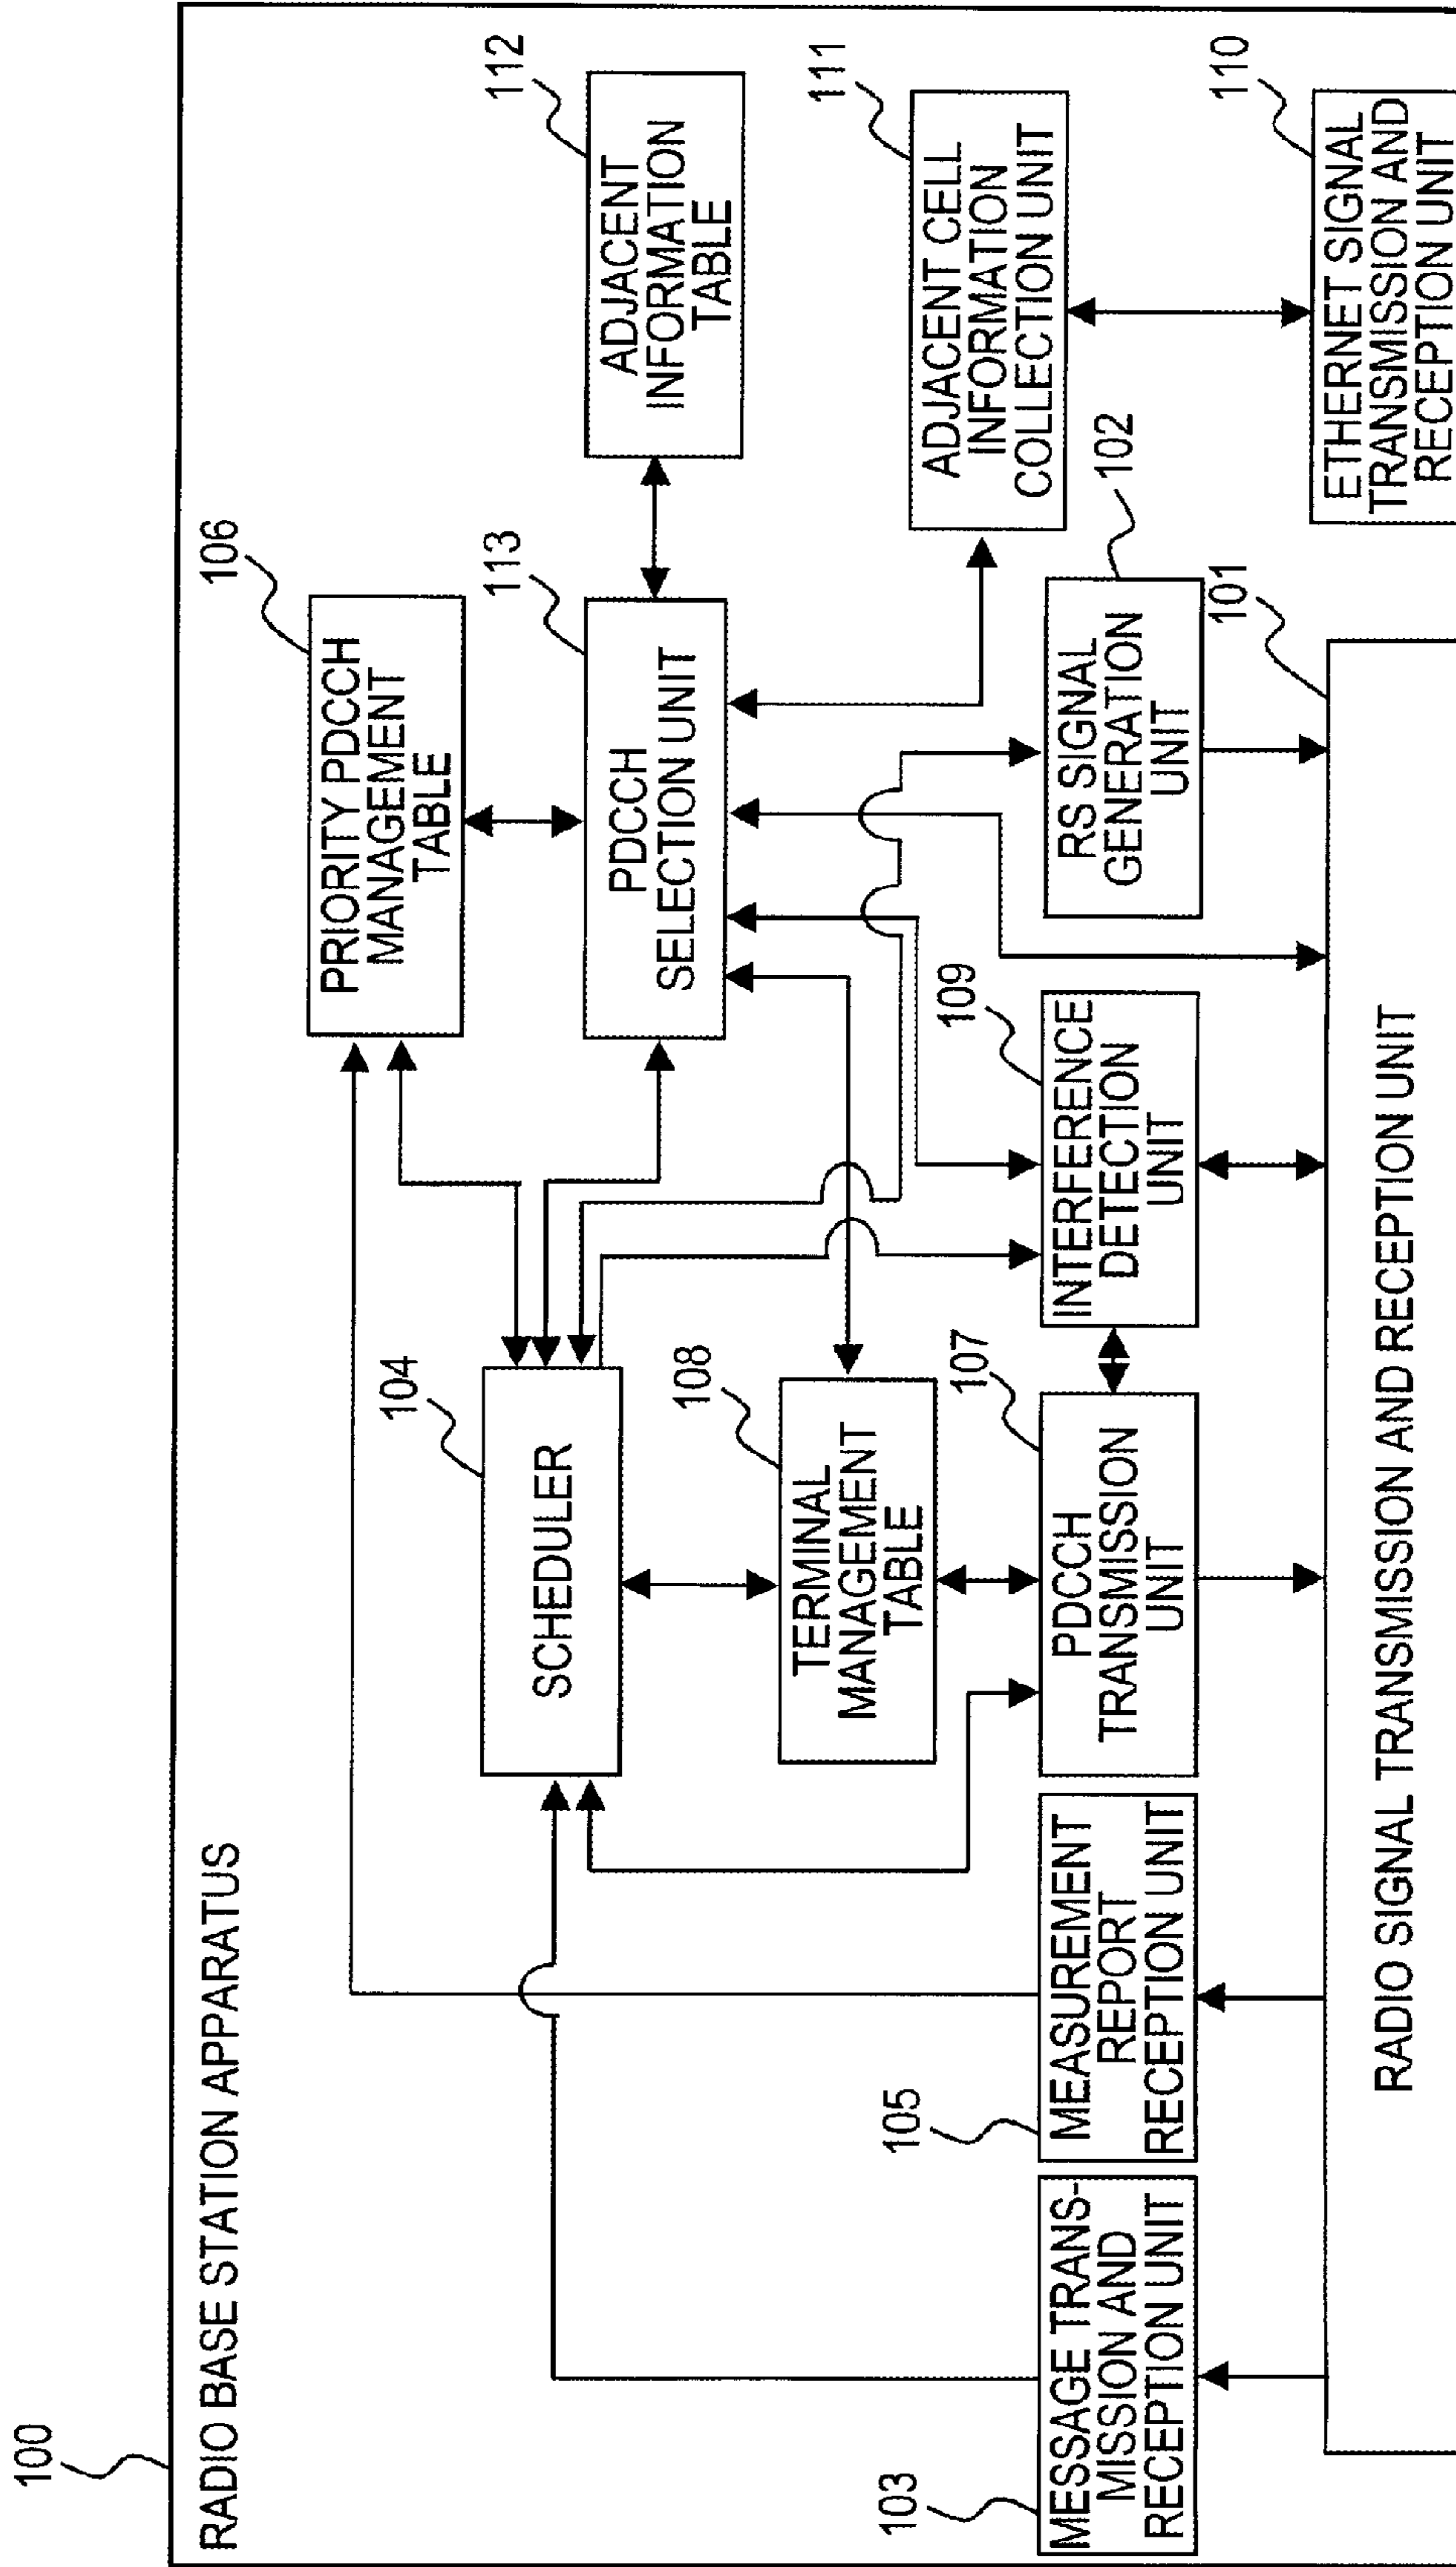 100
RADIO BASE STATION APPARATUS
106
PRIORITY PDCCH
MANAGEMENT
TABLE
104
SCHEDULER
113
PDCCH
SELECTION UNIT
112
ADJACENT
INFORMATION
TABLE
108
TERMINAL
MANAGEMENT
TABLE
111
ADJACENT CELL
INFORMATION
COLLECTION UNIT
103
MESSAGE TRANS-
MISSION AND
RECEPTION UNIT
105
MEASUREMENT
REPORT
RECEPTION UNIT
107
PDCCH
TRANSMISSION
UNIT
109
INTERFERENCE
DETECTION
UNIT
102
RS SIGNAL
GENERATION
UNIT
101
RADIO SIGNAL TRANSMISSION AND RECEPTION UNIT
110
ETHERNET SIGNAL
TRANSMISSION AND
RECEPTION UNIT